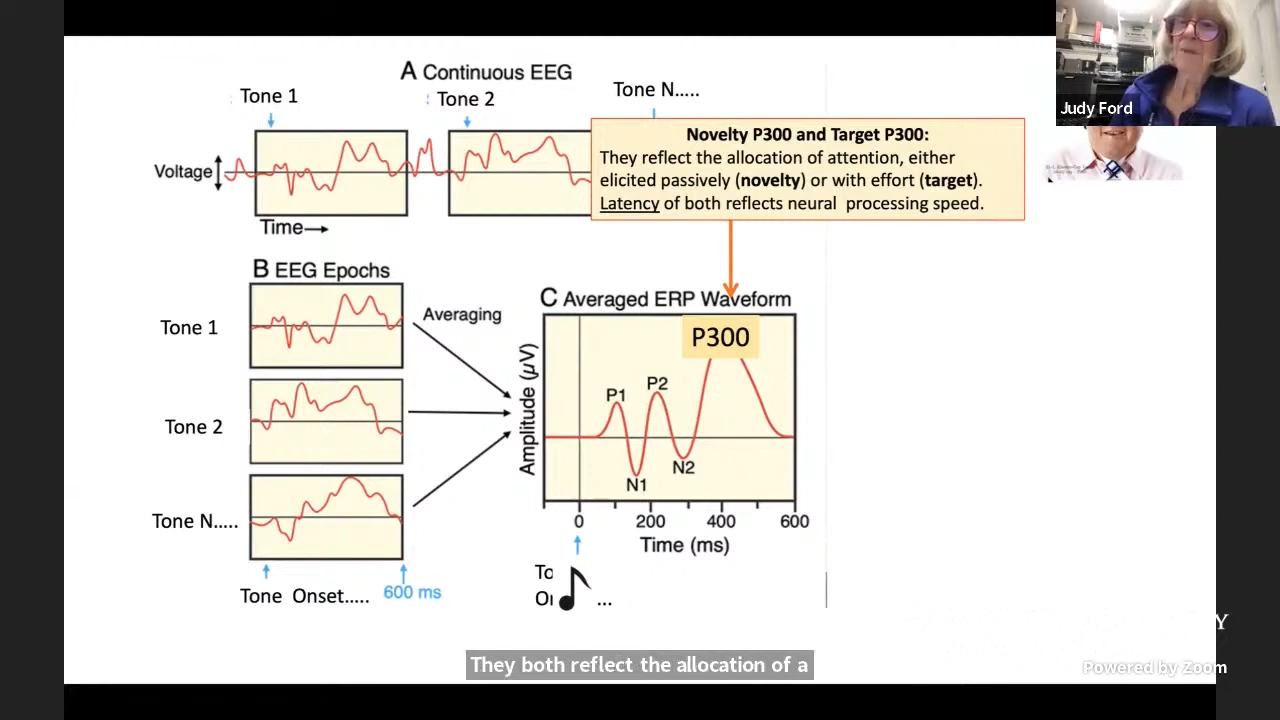 A Continuous EEG
Tone 1
Tone 2
Tone N.....
Judy Ford
Novelty P300 and Target P300:
They reflect the allocation of attention, either
elicited passively (novelty) or with effort (target).
Latency of both reflects neural processing speed.
Voltage
Time
B EEG Epochs
Tone 1
Tone 2
Tone N.....
Averaging
Tone Onset.....
600 ms
C Averaged ERP Waveform
P300
P1
P2
N1
N2
Amplitude (µV)
0 200 400 600
Time (ms)
...
They both reflect the allocation of a
Powered by Zoom